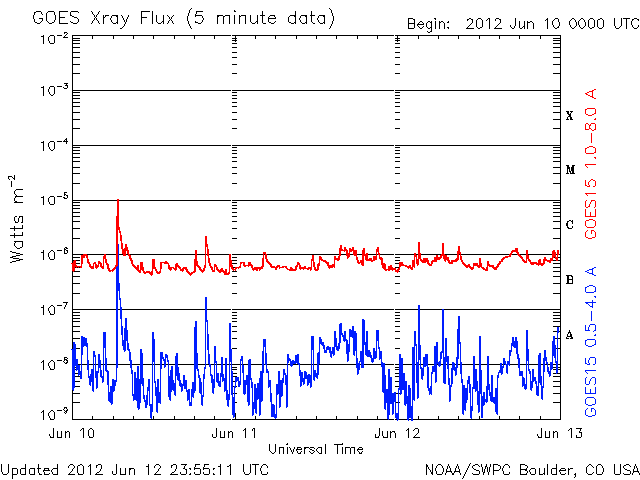 GOES Xray Flux (5 minute data)
Begin: 2012 Jun 10 0000 UTC
10^-2
10^-3
10^-4
10^-5
10^-6
10^-7
10^-8
10^-9
Watts m^-2
X
M
C
B
A
GOES15 1.0-8.0 A
GOES15 0.5-4.0 A
Jun 10
Jun 11
Jun 12
Jun 13
Universal Time
Updated 2012 Jun 12 23:55:11 UTC
NOAA/SWPC Boulder, CO USA